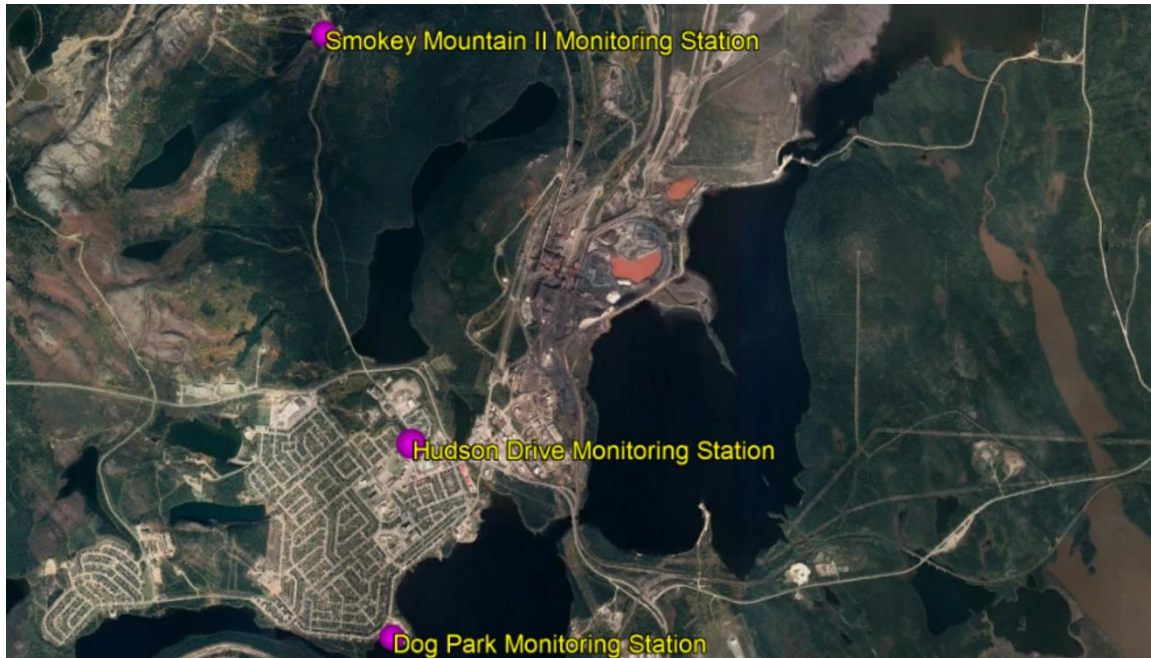 Smokey Mountain II Monitoring Station
Hudson Drive Monitoring Station
Dog Park Monitoring Station